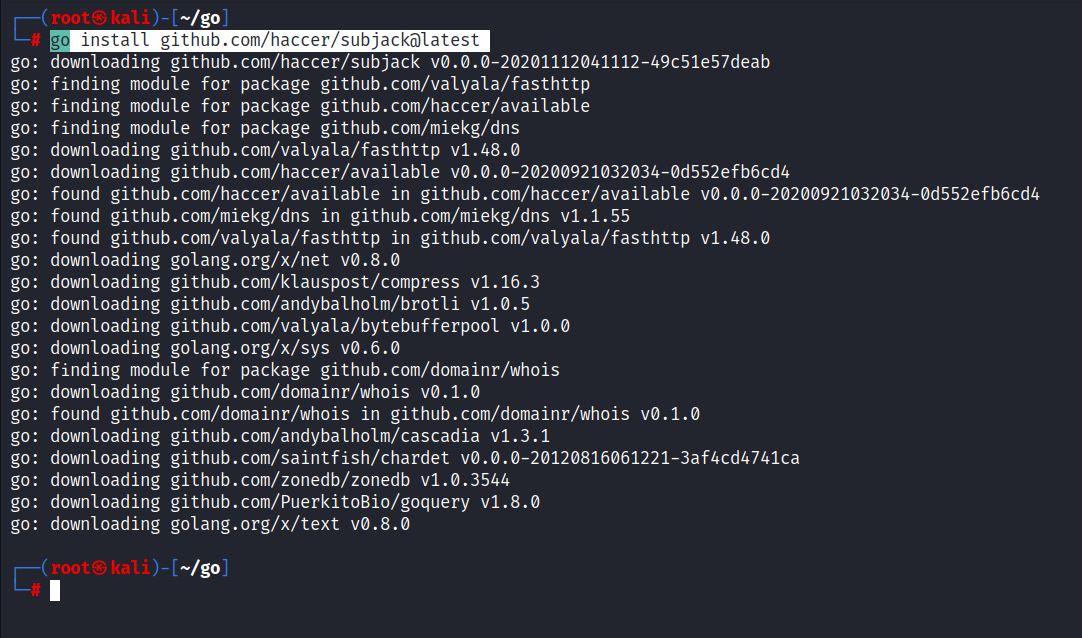 ┌──(root㉿kali)-[~/go]
└─# go install github.com/haccer/subjack@latest
go: downloading github.com/haccer/subjack v0.0.0-20201112041112-49c51e57deab
go: finding module for package github.com/valyala/fasthttp
go: finding module for package github.com/haccer/available
go: finding module for package github.com/miekg/dns
go: downloading github.com/valyala/fasthttp v1.48.0
go: downloading github.com/haccer/available v0.0.0-20200921032034-0d552efb6cd4
go: found github.com/haccer/available in github.com/haccer/available v0.0.0-20200921032034-0d552efb6cd4
go: found github.com/miekg/dns in github.com/miekg/dns v1.1.55
go: found github.com/valyala/fasthttp in github.com/valyala/fasthttp v1.48.0
go: downloading golang.org/x/net v0.8.0
go: downloading github.com/klauspost/compress v1.16.3
go: downloading github.com/andybalholm/brotli v1.0.5
go: downloading github.com/valyala/bytebufferpool v1.0.0
go: downloading golang.org/x/sys v0.6.0
go: finding module for package github.com/domainr/whois
go: downloading github.com/domainr/whois v0.1.0
go: found github.com/domainr/whois in github.com/domainr/whois v0.1.0
go: downloading github.com/andybalholm/cascadia v1.3.1
go: downloading github.com/saintfish/chardet v0.0.0-20120816061221-3af4cd4741ca
go: downloading github.com/zonedb/zonedb v1.0.3544
go: downloading github.com/PuerkitoBio/goquery v1.8.0
go: downloading golang.org/x/text v0.8.0
┌──(root㉿kali)-[~/go]
└─#